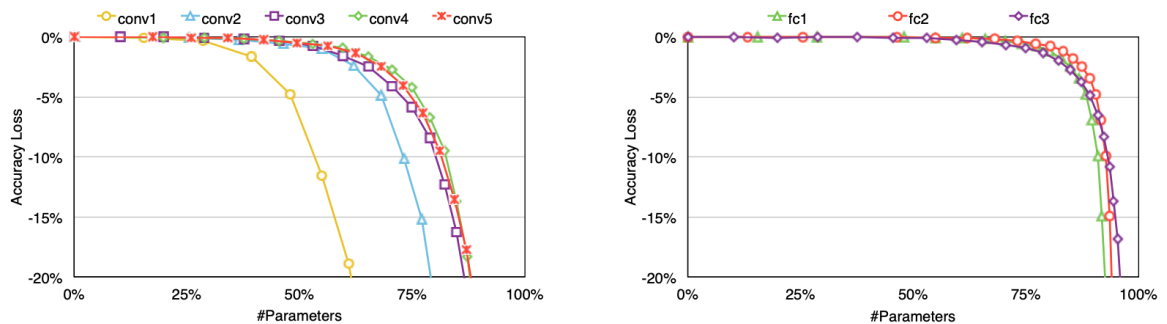 conv1 conv2 conv3 conv4 conv5
0%
-5%
-10%
-15%
-20%
Accuracy Loss
0% 25% 50% 75% 100%
#Parameters
fc1 fc2 fc3
0%
-5%
-10%
-15%
-20%
Accuracy Loss
0% 25% 50% 75% 100%
#Parameters